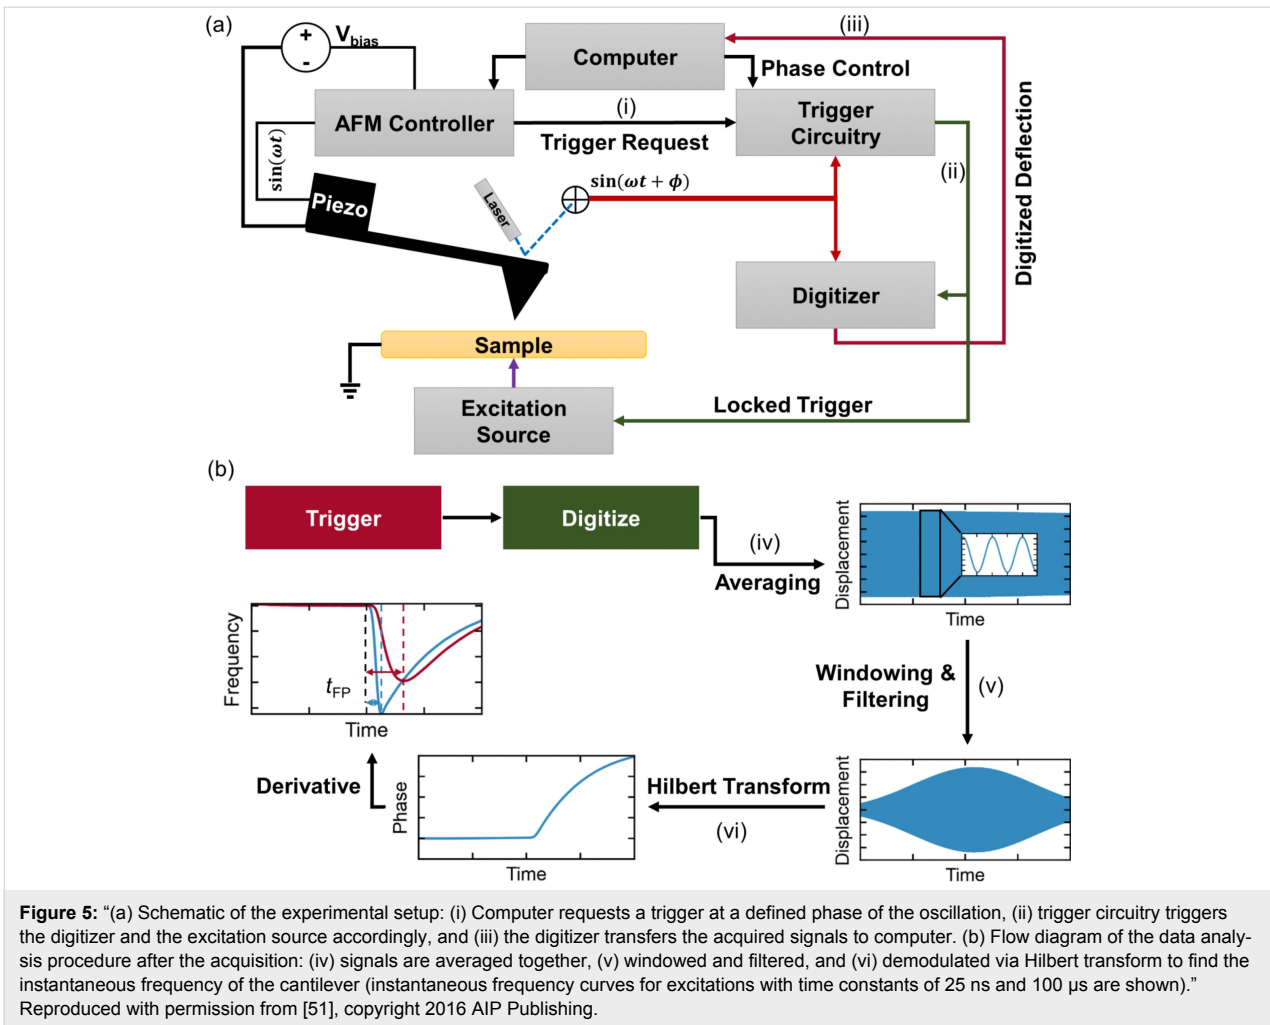 (a)
+
-
V_bias
Computer
(iii)
Phase Control
AFM Controller
(i)
Trigger Request
Trigger
Circuitry
sin(ωt)
Piezo
Laser
sin(ωt + ϕ)
(ii)
Digitized Deflection
Digitizer
Sample
Excitation
Source
Locked Trigger
(b)
Trigger
Digitize
(iv)
Averaging
Displacement
Time
Windowing &
Filtering
(v)
Displacement
Time
Hilbert Transform
(vi)
Phase
Time
Derivative
Frequency
t_FP
Time
Figure 5: “(a) Schematic of the experimental setup: (i) Computer requests a trigger at a defined phase of the oscillation, (ii) trigger circuitry triggers
the digitizer and the excitation source accordingly, and (iii) the digitizer transfers the acquired signals to computer. (b) Flow diagram of the data analy-
sis procedure after the acquisition: (iv) signals are averaged together, (v) windowed and filtered, and (vi) demodulated via Hilbert transform to find the
instantaneous frequency of the cantilever (instantaneous frequency curves for excitations with time constants of 25 ns and 100 µs are shown).”
Reproduced with permission from [51], copyright 2016 AIP Publishing.